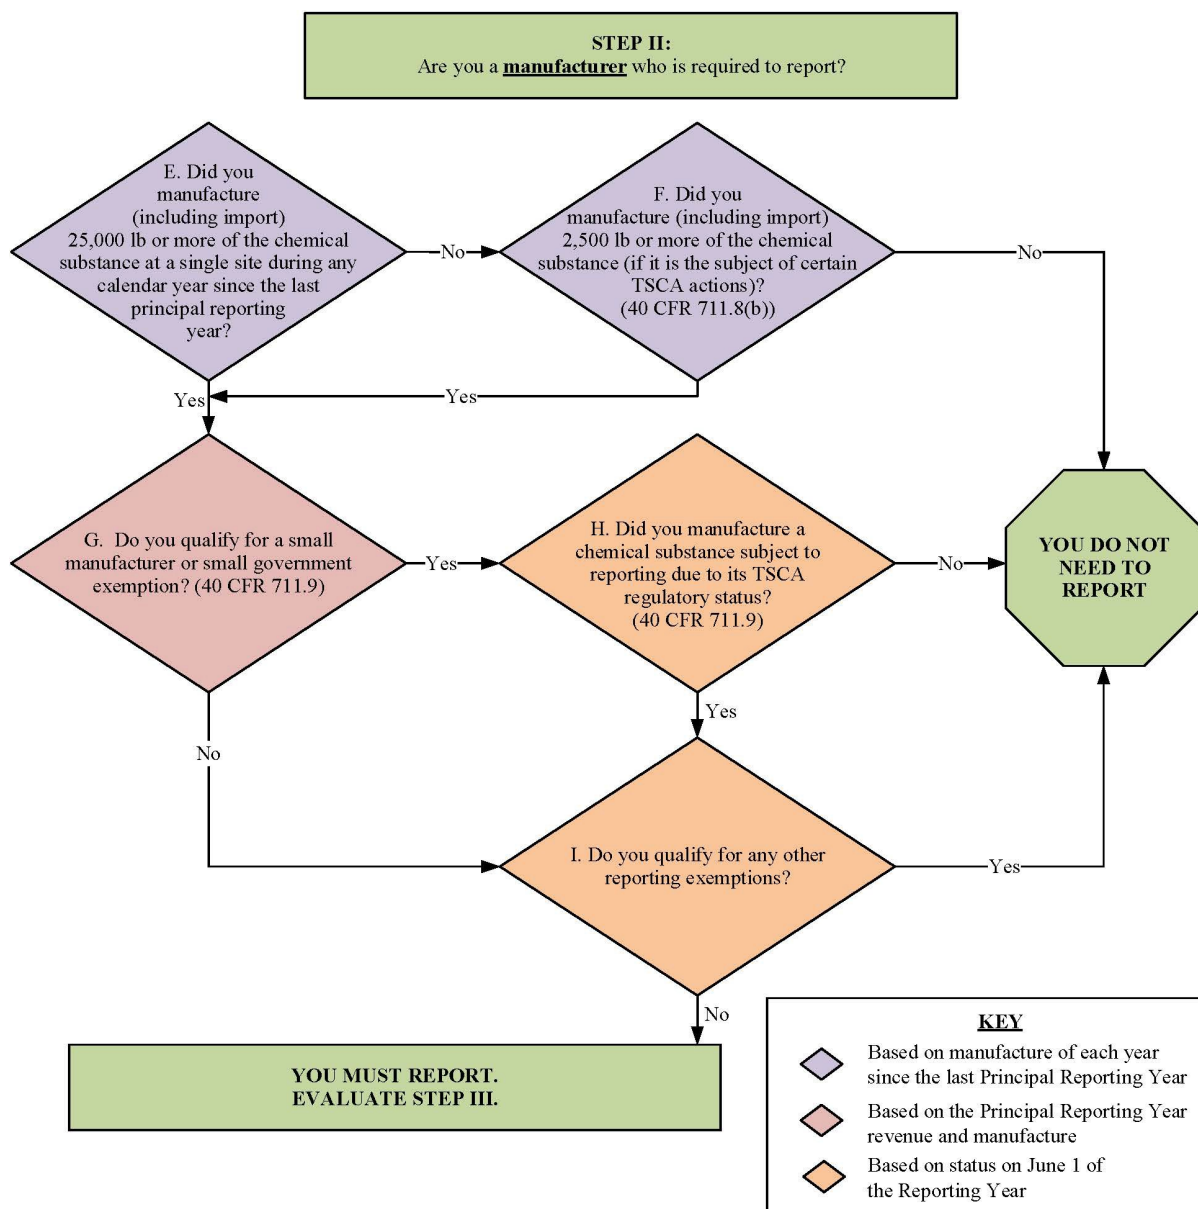 STEP II:
Are you a manufacturer who is required to report?
E. Did you
manufacture
(including import)
25,000 lb or more of the chemical
substance at a single site during any
calendar year since the last
principal reporting
year?
No
F. Did you
manufacture (including import)
2,500 lb or more of the chemical
substance (if it is the subject of certain
TSCA actions)?
(40 CFR 711.8(b))
No
Yes
Yes
G. Do you qualify for a small
manufacturer or small government
exemption? (40 CFR 711.9)
Yes
H. Did you manufacture a
chemical substance subject to
reporting due to its TSCA
regulatory status?
(40 CFR 711.9)
No
YOU DO NOT
NEED TO
REPORT
Yes
No
I. Do you qualify for any other
reporting exemptions?
Yes
No
YOU MUST REPORT.
EVALUATE STEP III.
KEY
Based on manufacture of each year
since the last Principal Reporting Year
Based on the Principal Reporting Year
revenue and manufacture
Based on status on June 1 of
the Reporting Year